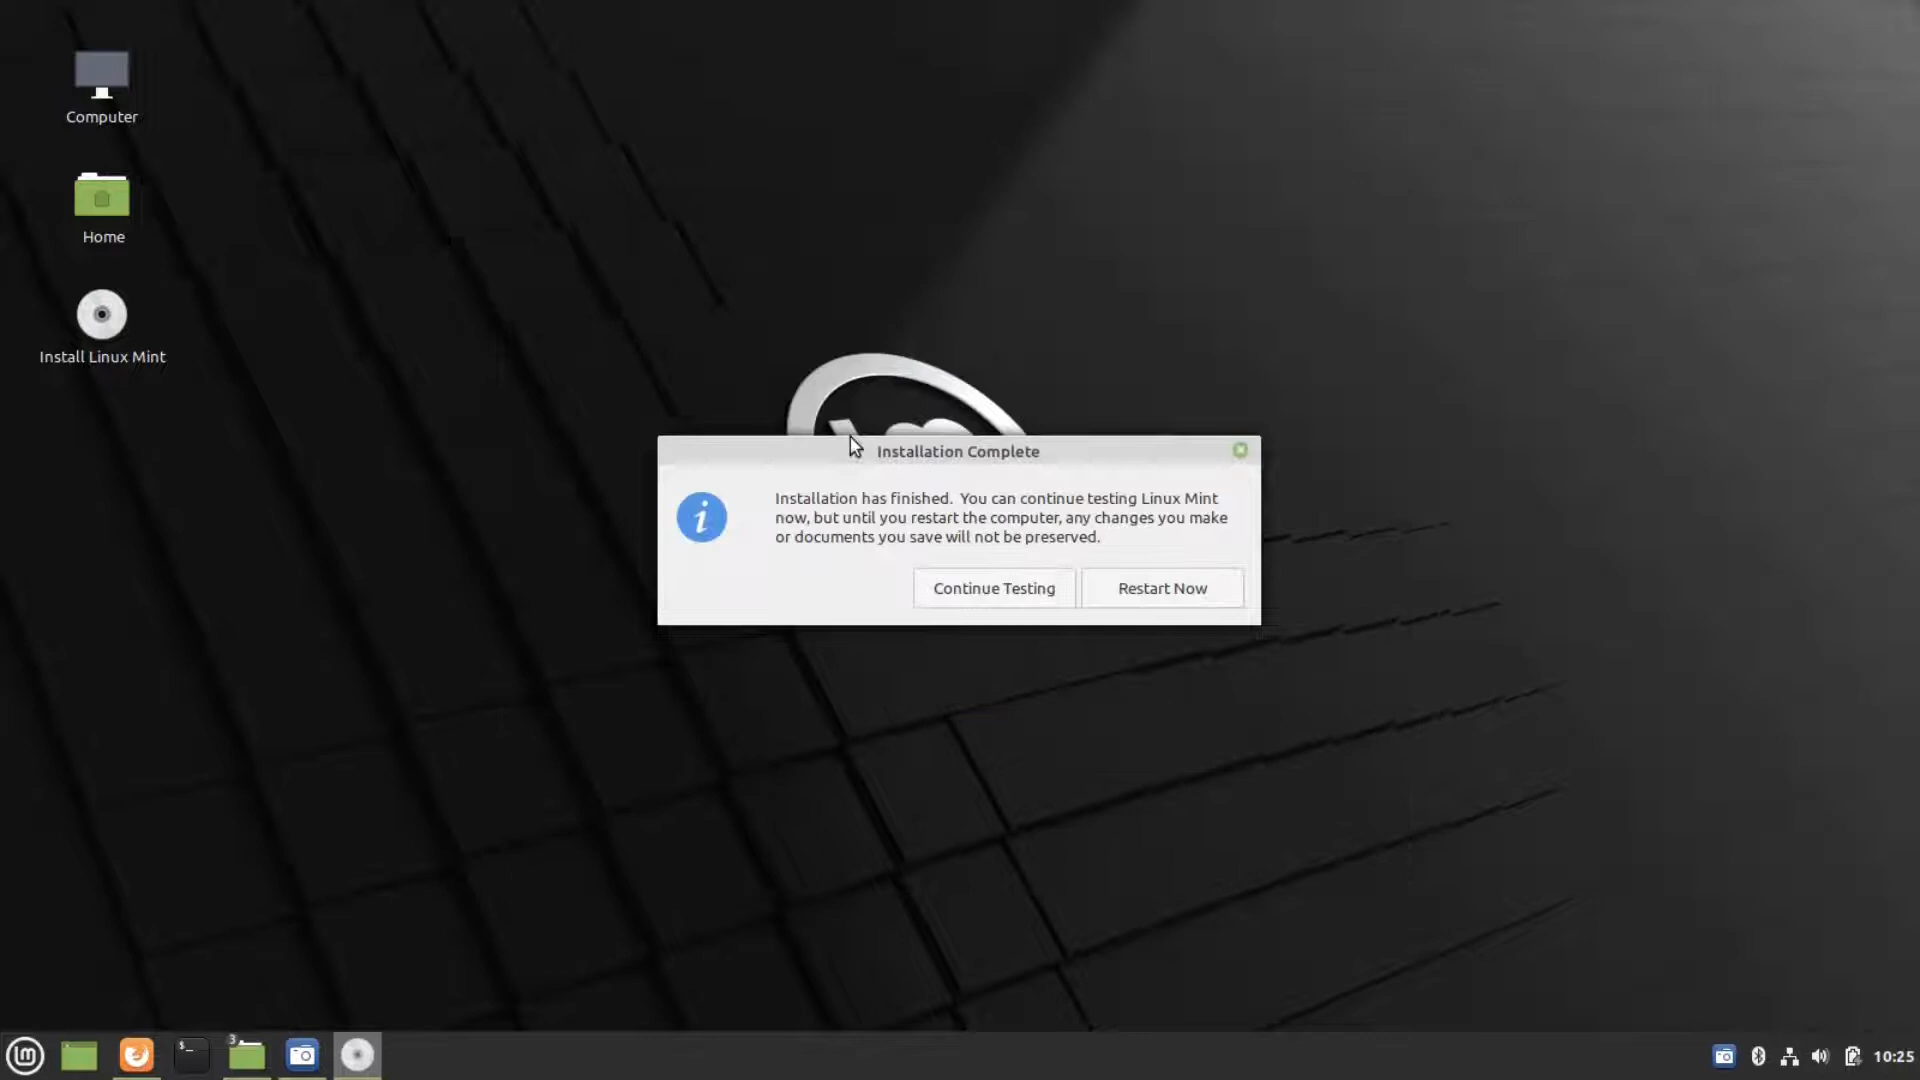 Computer
Home
Install Linux Mint
Installation Complete
Installation has finished. You can continue testing Linux Mint
now, but until you restart the computer, any changes you make
or documents you save will not be preserved.
Continue Testing
Restart Now
lm
$_
3
10:25